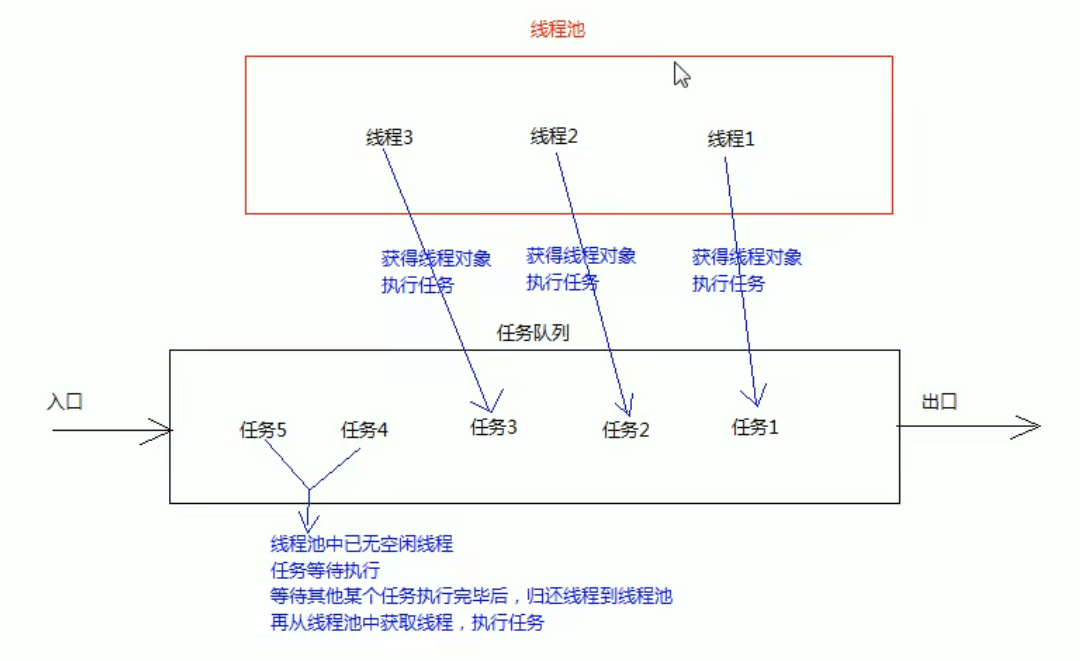 线程池
线程3
线程2
线程1
获得线程对象
执行任务
获得线程对象
执行任务
获得线程对象
执行任务
任务队列
入口
出口
任务5
任务4
任务3
任务2
任务1
线程池中已无空闲线程
任务等待执行
等待其他某个任务执行完毕后，归还线程到线程池
再从线程池中获取线程，执行任务